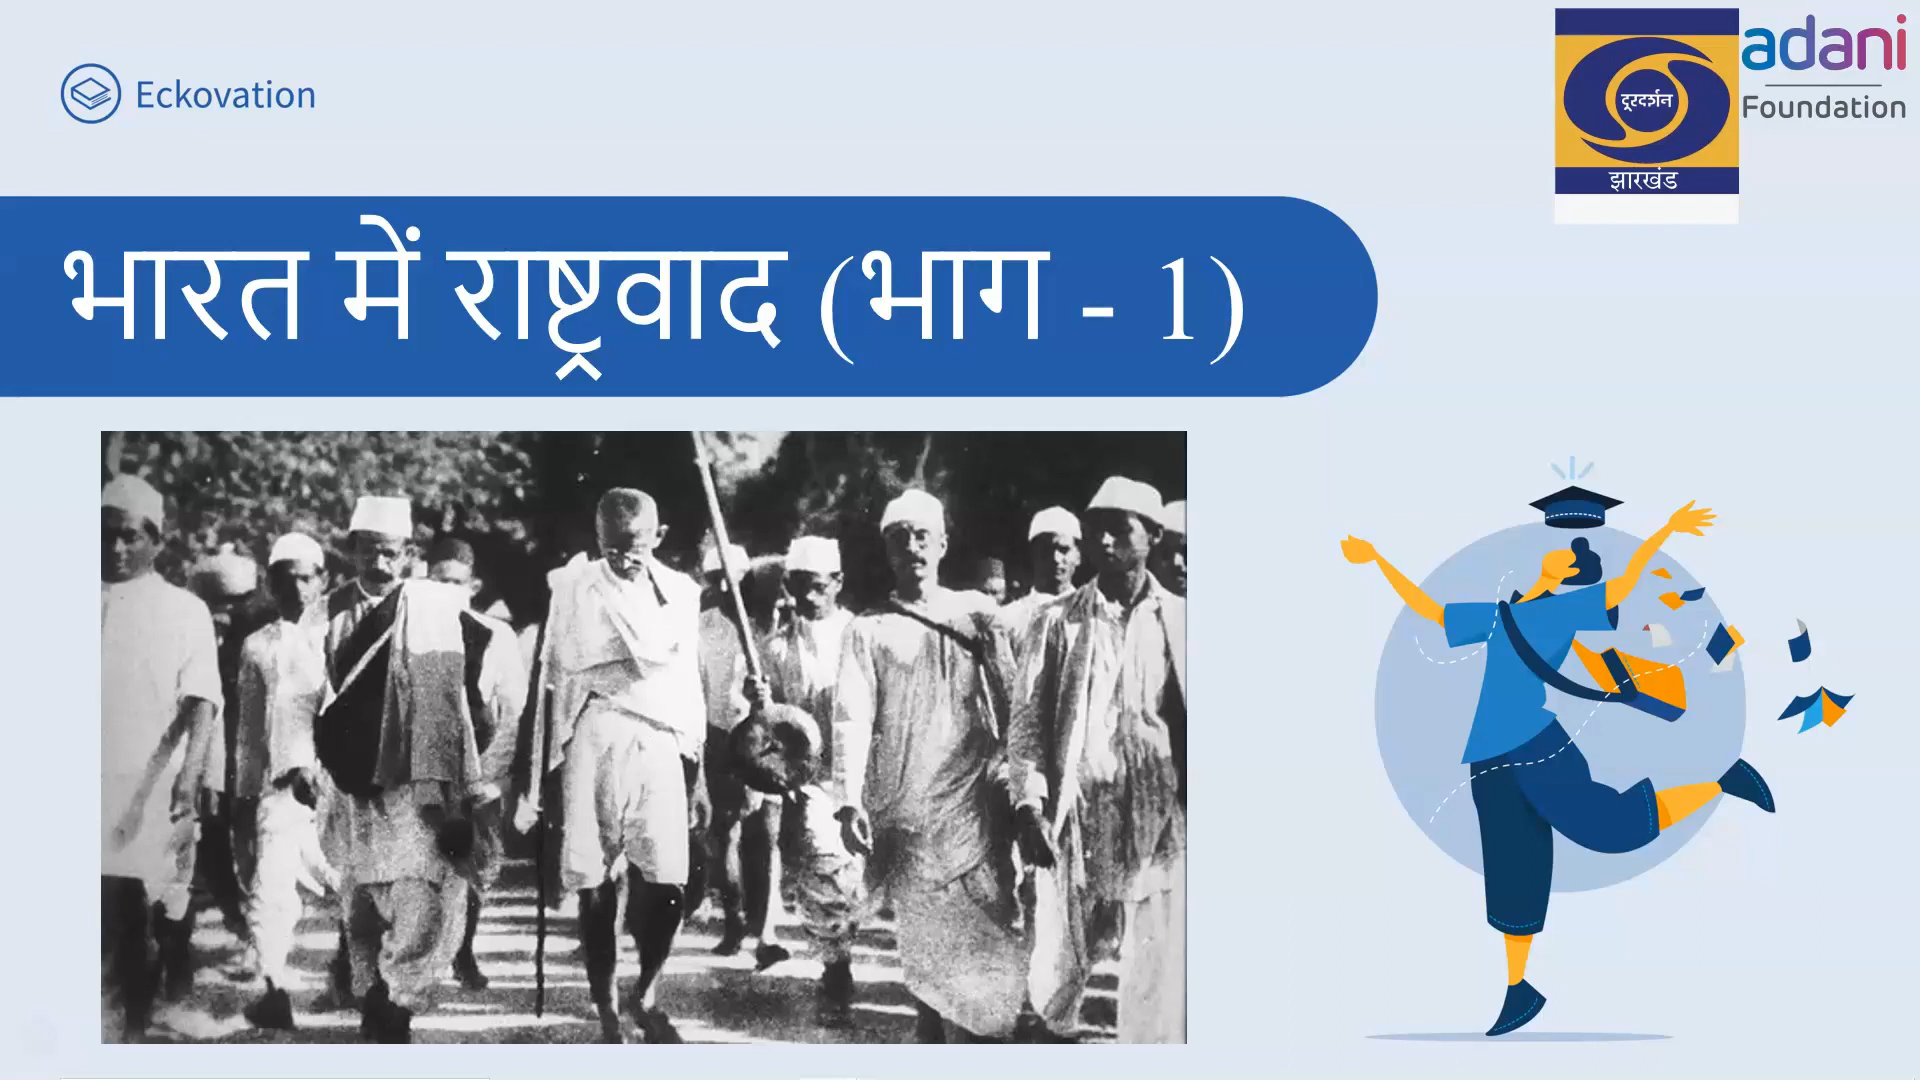 Eckovation
दूरदर्शन
झारखंड
adani
Foundation
भारत में राष्ट्रवाद (भाग - 1)